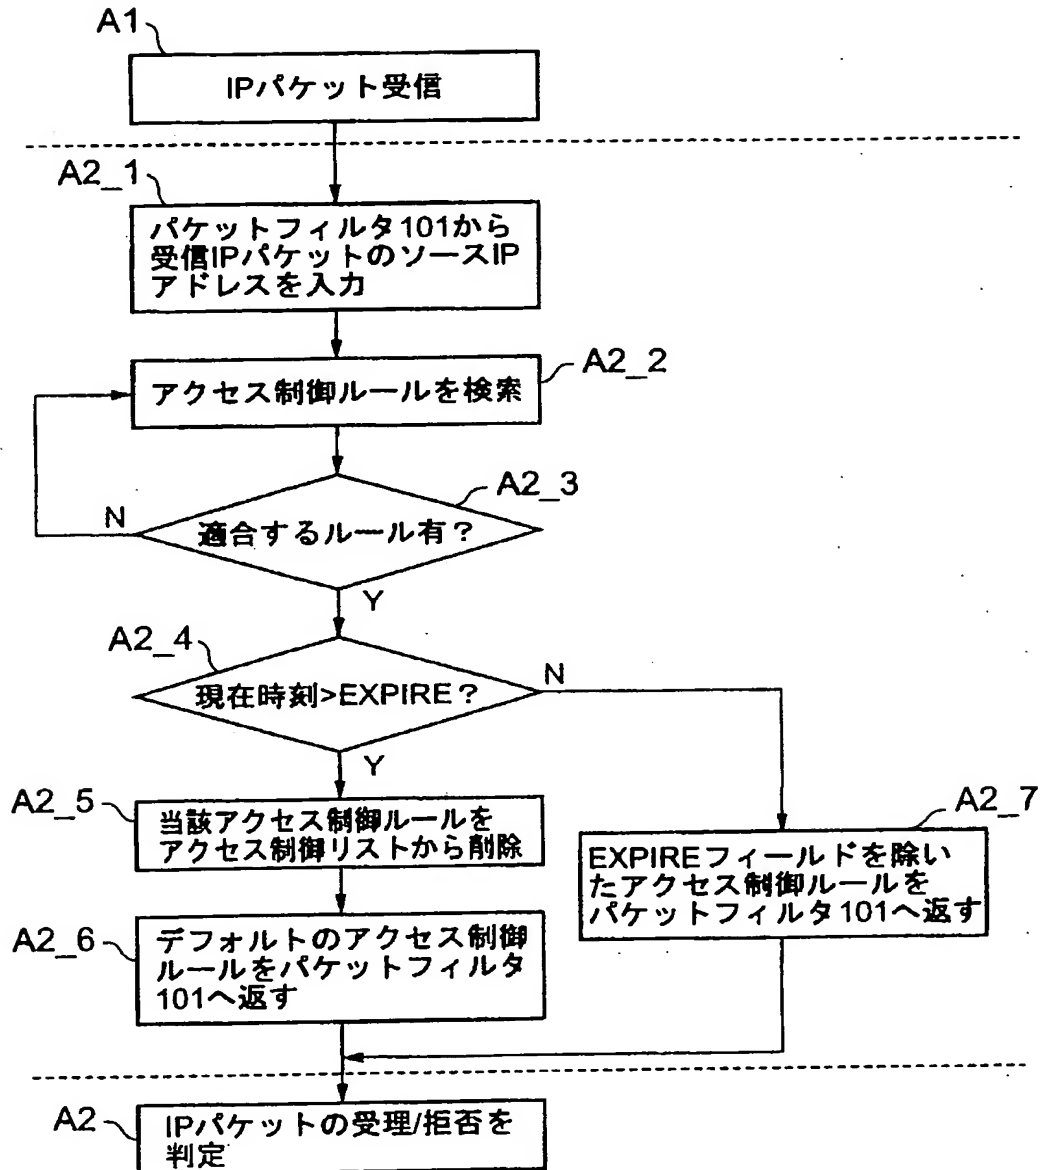 A1
IPパケット受信
A2_1
パケットフィルタ101から
受信IPパケットのソースIP
アドレスを入力
アクセス制御ルールを検索
A2_2
適合するルール有？
A2_3
N
Y
A2_4
現在時刻>EXPIRE？
N
Y
A2_5
当該アクセス制御ルールを
アクセス制御リストから削除
A2_7
EXPIREフィールドを除い
たアクセス制御ルールを
パケットフィルタ101へ返す
A2_6
デフォルトのアクセス制御
ルールをパケットフィルタ
101へ返す
A2
IPパケットの受理/拒否を
判定